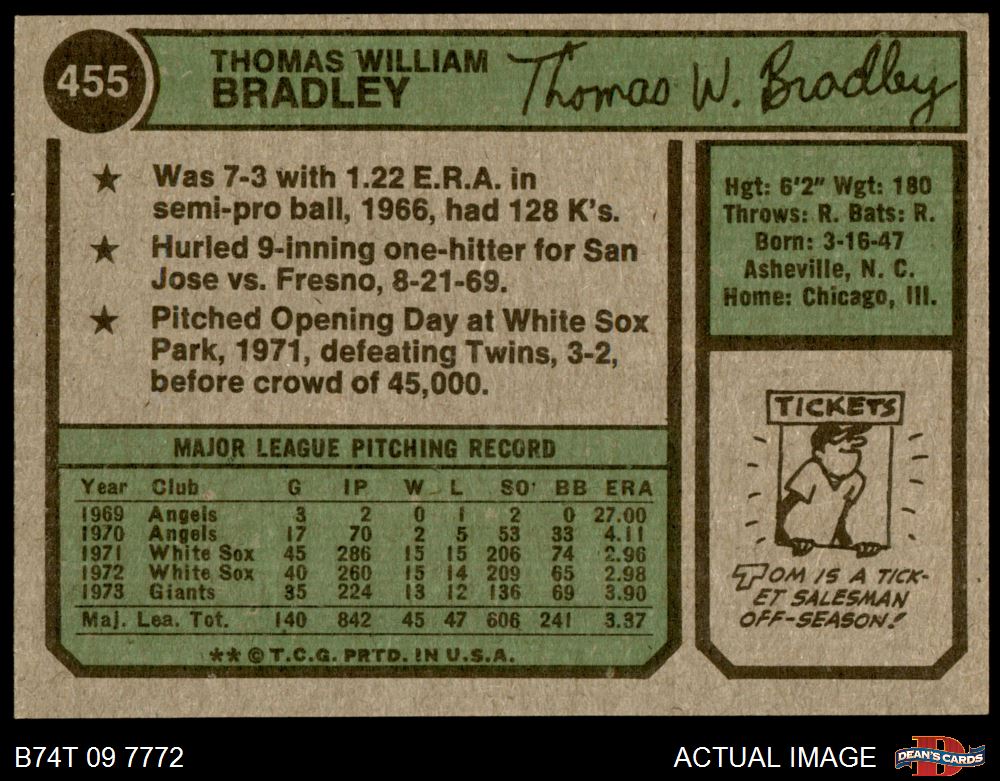 455
THOMAS WILLIAM
BRADLEY
Thomas W. Bradley
★ Was 7-3 with 1.22 E.R.A. in
semi-pro ball, 1966, had 128 K's.
★ Hurled 9-inning one-hitter for San
Jose vs. Fresno, 8-21-69.
★ Pitched Opening Day at White Sox
Park, 1971, defeating Twins, 3-2,
before crowd of 45,000.
MAJOR LEAGUE PITCHING RECORD
Year Club G IP W L SO BB ERA
1969 Angels 3 2 0 1 2 0 27.00
1970 Angels 17 70 2 5 53 33 4.11
1971 White Sox 45 286 15 15 206 74 2.96
1972 White Sox 40 260 15 14 209 65 2.98
1973 Giants 35 224 13 12 136 69 3.90
Maj. Lea. Tot. 140 842 45 47 606 241 3.37
** © T.C.G. PRTD. IN U.S.A.
Hgt: 6'2" Wgt: 180
Throws: R. Bats: R.
Born: 3-16-47
Asheville, N. C.
Home: Chicago, Ill.
TICKETS
TOM IS A TICK-
ET SALESMAN
OFF-SEASON!
B74T 09 7772
ACTUAL IMAGE
D
DEAN'S CARDS